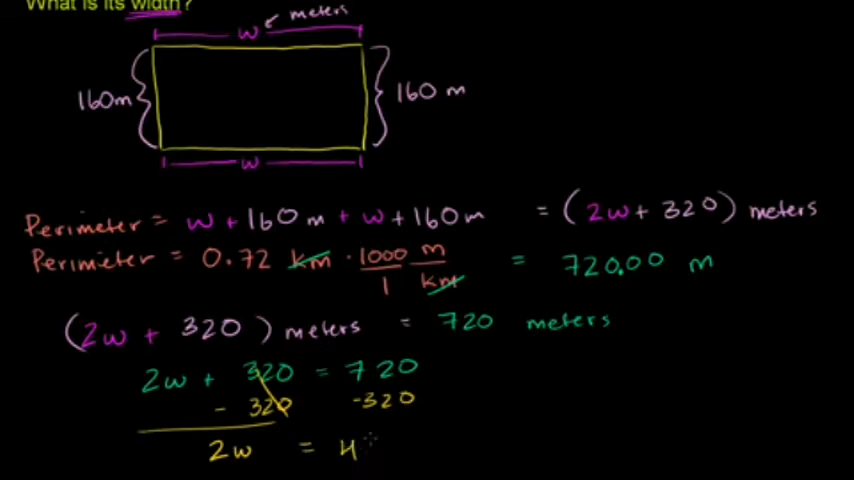 What is its width?
w meters
160m 160 m
w
Perimeter = w + 160 m + w + 160 m = (2w + 320) meters
Perimeter = 0.72 km · 1000/1 m/km = 720.00 m
(2w + 320) meters = 720 meters
2w + 320 = 720
- 320 -320
2w = 4